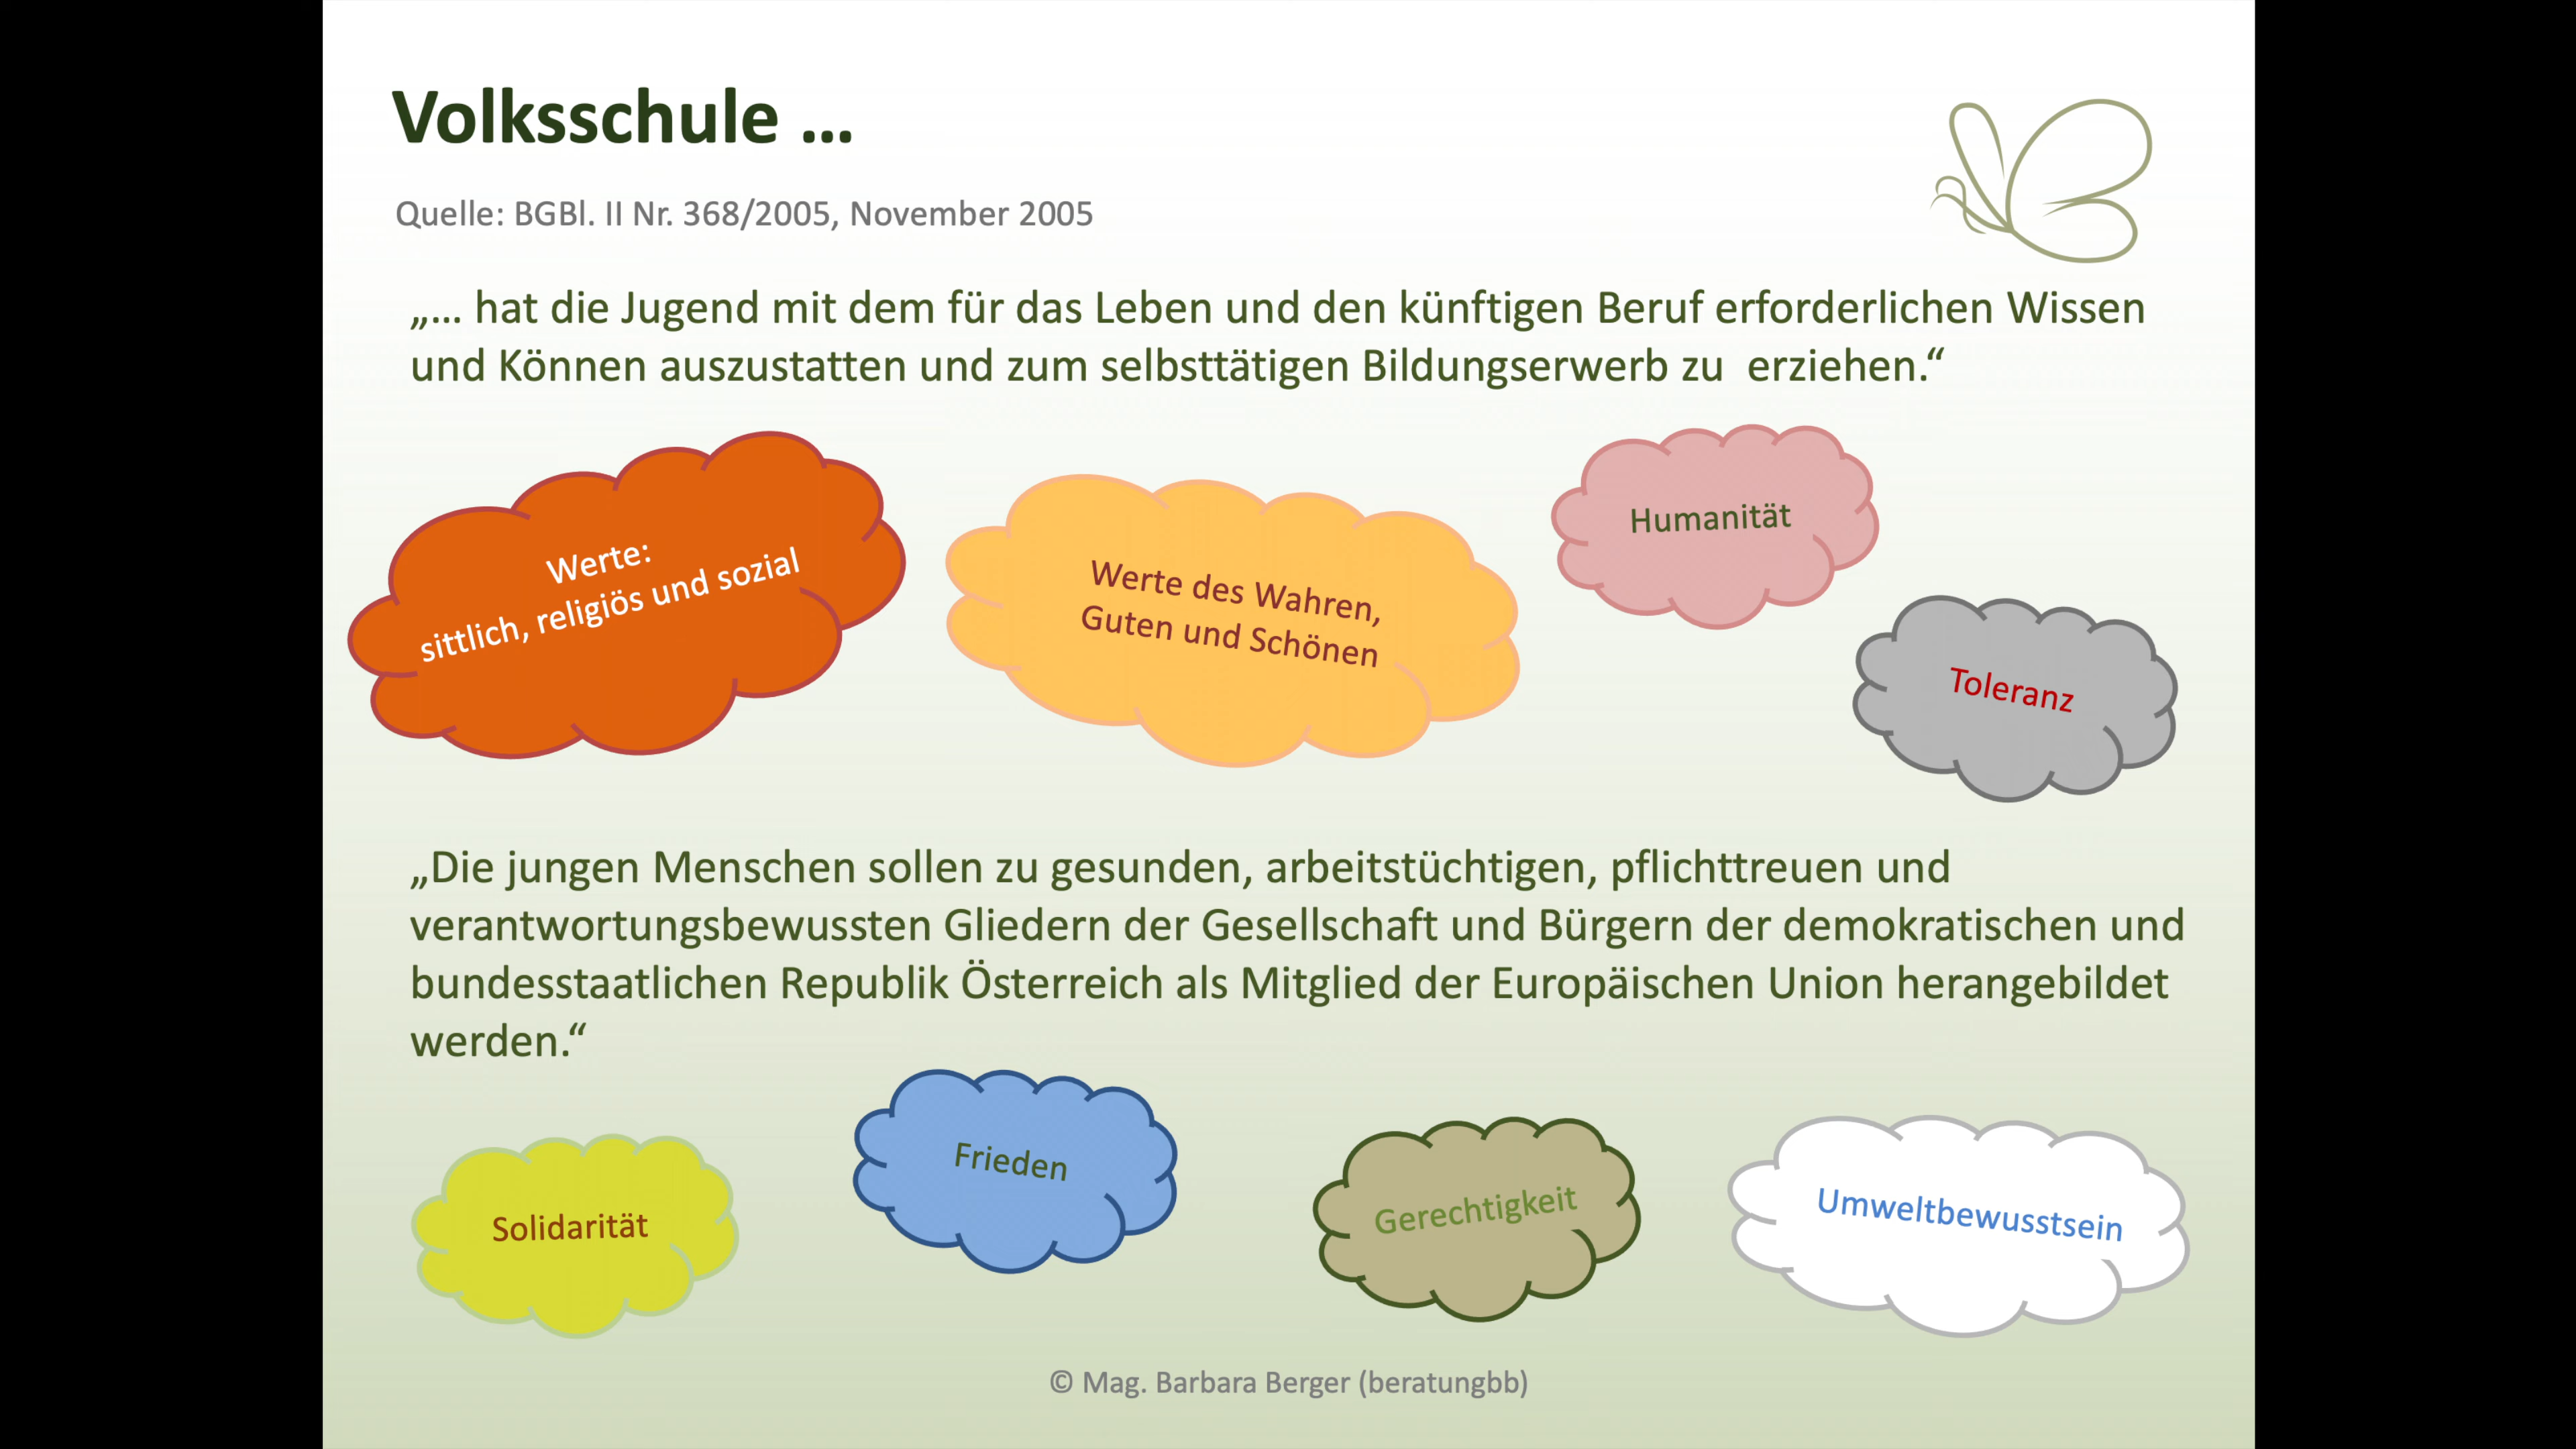 Volksschule …
Quelle: BGBl. II Nr. 368/2005, November 2005
„… hat die Jugend mit dem für das Leben und den künftigen Beruf erforderlichen Wissen
und Können auszustatten und zum selbsttätigen Bildungserwerb zu  erziehen.“
Werte:
sittlich, religiös und sozial
Werte des Wahren,
Guten und Schönen
Humanität
Toleranz
„Die jungen Menschen sollen zu gesunden, arbeitstüchtigen, pflichttreuen und
verantwortungsbewussten Gliedern der Gesellschaft und Bürgern der demokratischen und
bundesstaatlichen Republik Österreich als Mitglied der Europäischen Union herangebildet
werden.“
Solidarität
Frieden
Gerechtigkeit
Umweltbewusstsein
© Mag. Barbara Berger (beratungbb)